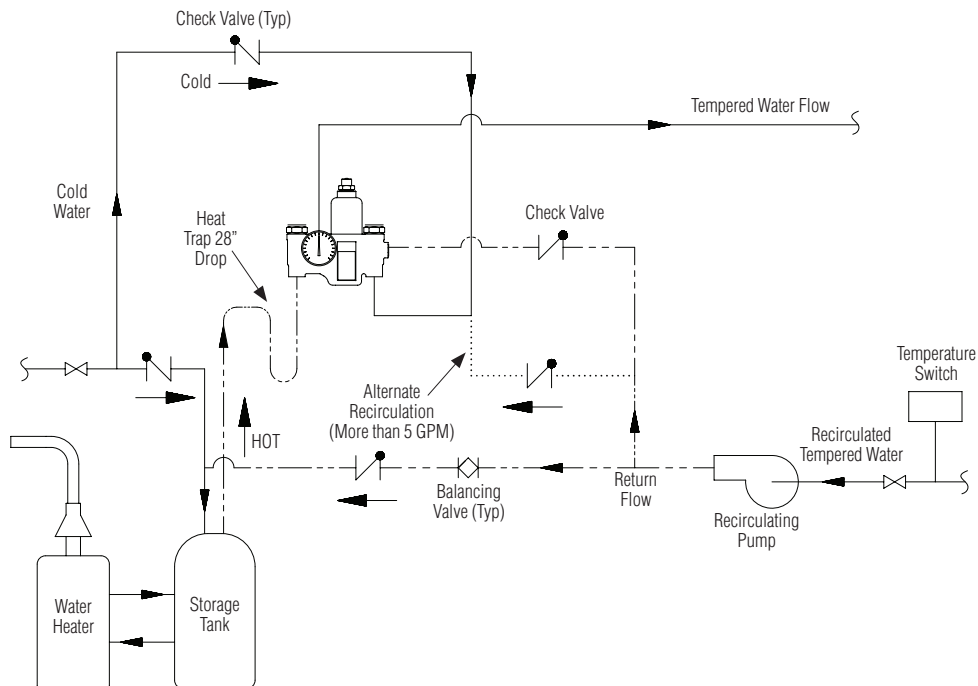 Check Valve (Typ)
Cold
Tempered Water Flow
Cold
Water
Heat
Trap 28”
Drop
Check Valve
Temperature
Switch
Alternate
Recirculation
(More than 5 GPM)
HOT
Recirculated
Tempered Water
Balancing
Valve (Typ)
Return
Flow
Recirculating
Pump
Water
Heater
Storage
Tank